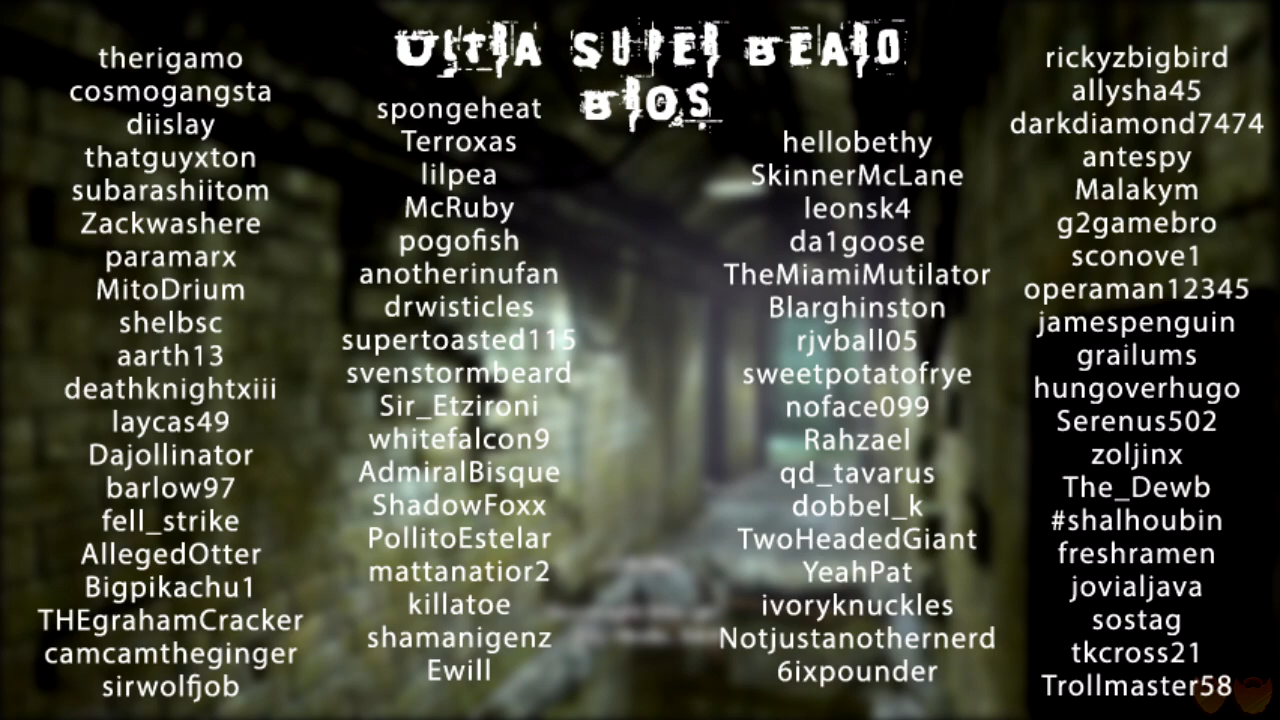 ULTRA SUPER BEARD
BROS.
therigamo
cosmogangsta
diislay
thatguyxton
subarashiitom
Zackwashere
paramarx
MitoDrium
shelbsc
aarth13
deathknightxiii
laycas49
Dajollinator
barlow97
fell_strike
AllegedOtter
Bigpikachu1
THEgrahamCracker
camcamtheginger
sirwolfjob
spongeheat
Terroxas
lilpea
McRuby
pogofish
anotherinufan
drwisticles
supertoasted115
svenstormbeard
Sir_Etzironi
whitefalcon9
AdmiralBisque
ShadowFoxx
PollitoEstelar
mattanatior2
killatoe
shamanigenz
Ewill
hellobethy
SkinnerMcLane
leonsk4
da1goose
TheMiamiMutilator
Blarghinston
rjvball05
sweetpotatofrye
noface099
Rahzael
qd_tavarus
dobbel_k
TwoHeadedGiant
YeahPat
ivoryknuckles
Notjustanothernerd
6ixpounder
rickyzbigbird
allysha45
darkdiamond7474
antespy
Malakym
g2gamebro
sconove1
operaman12345
jamespenguin
grailums
hungoverhugo
Serenus502
zoljinx
The_Dewb
#shalhoubin
freshramen
jovialjava
sostag
tkcross21
Trollmaster58